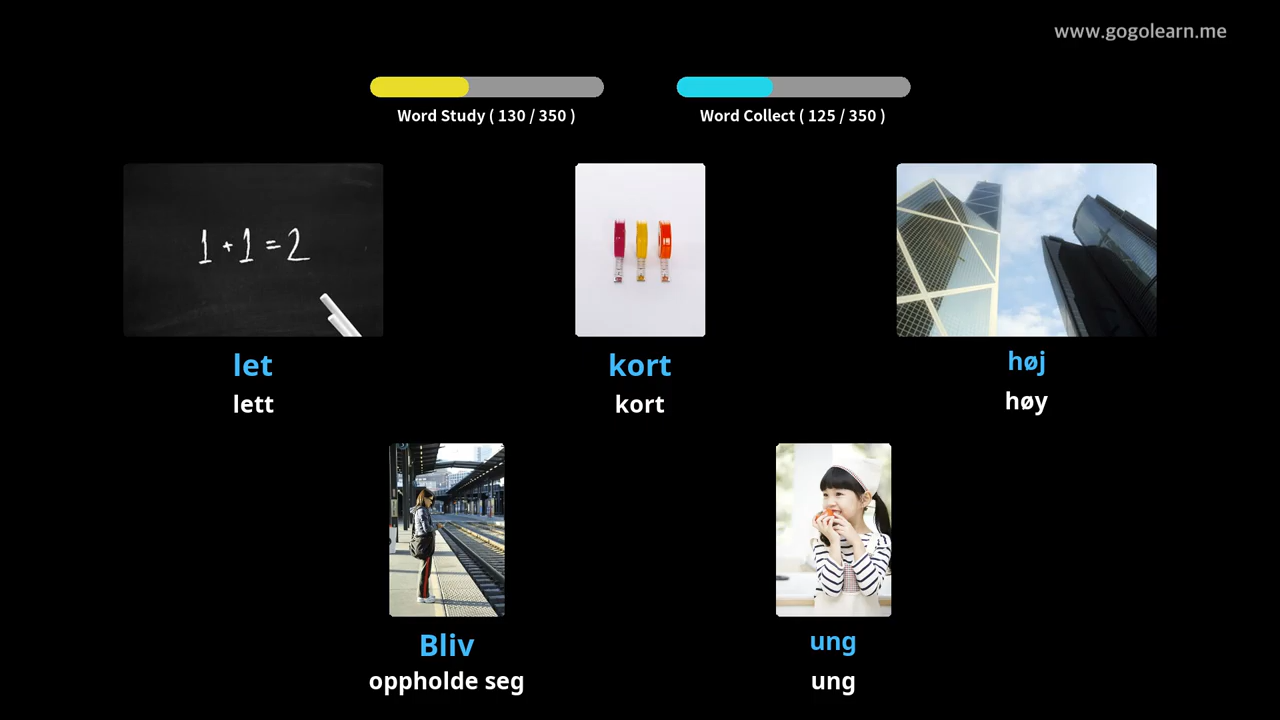 www.gogolearn.me
Word Study ( 130 / 350 )
Word Collect ( 125 / 350 )
1 + 1 = 2
let
lett
kort
kort
høj
høy
Bliv
oppholde seg
ung
ung